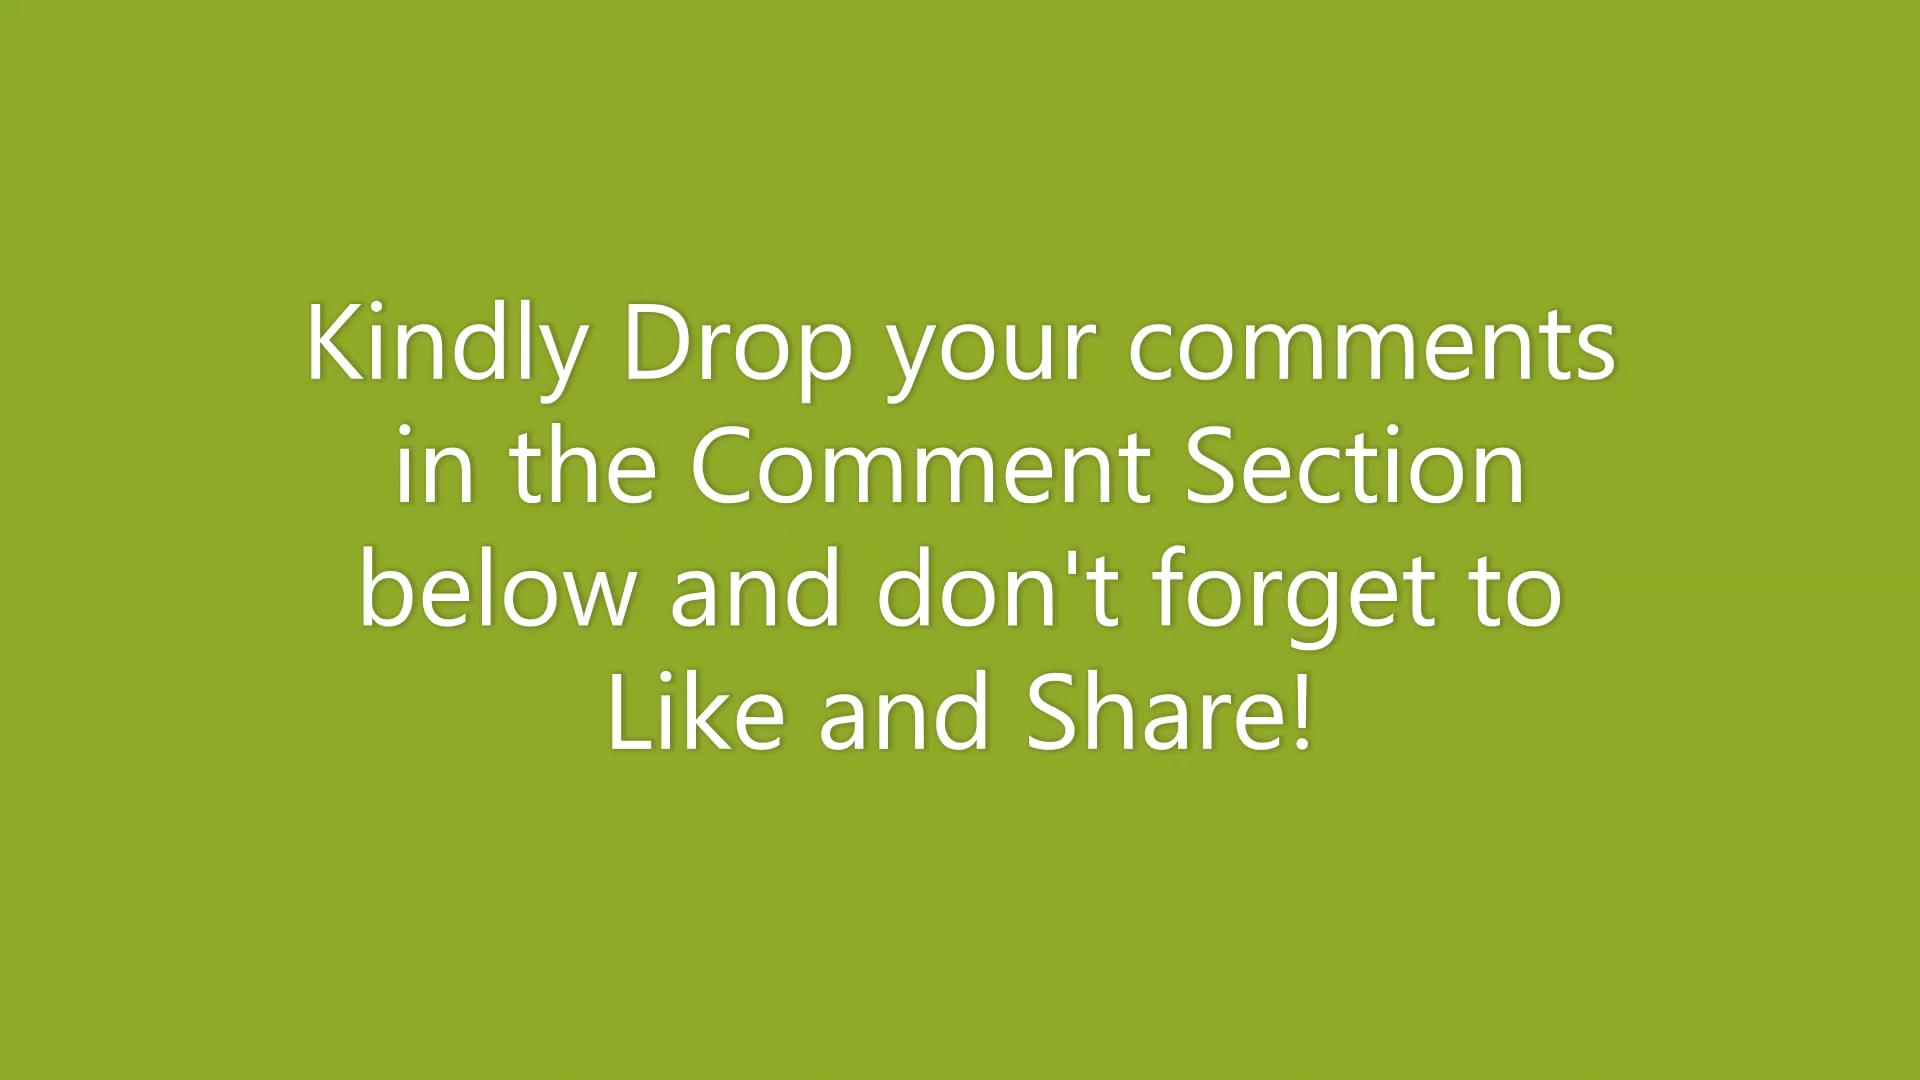 Kindly Drop your comments
in the Comment Section
below and don't forget to
Like and Share!